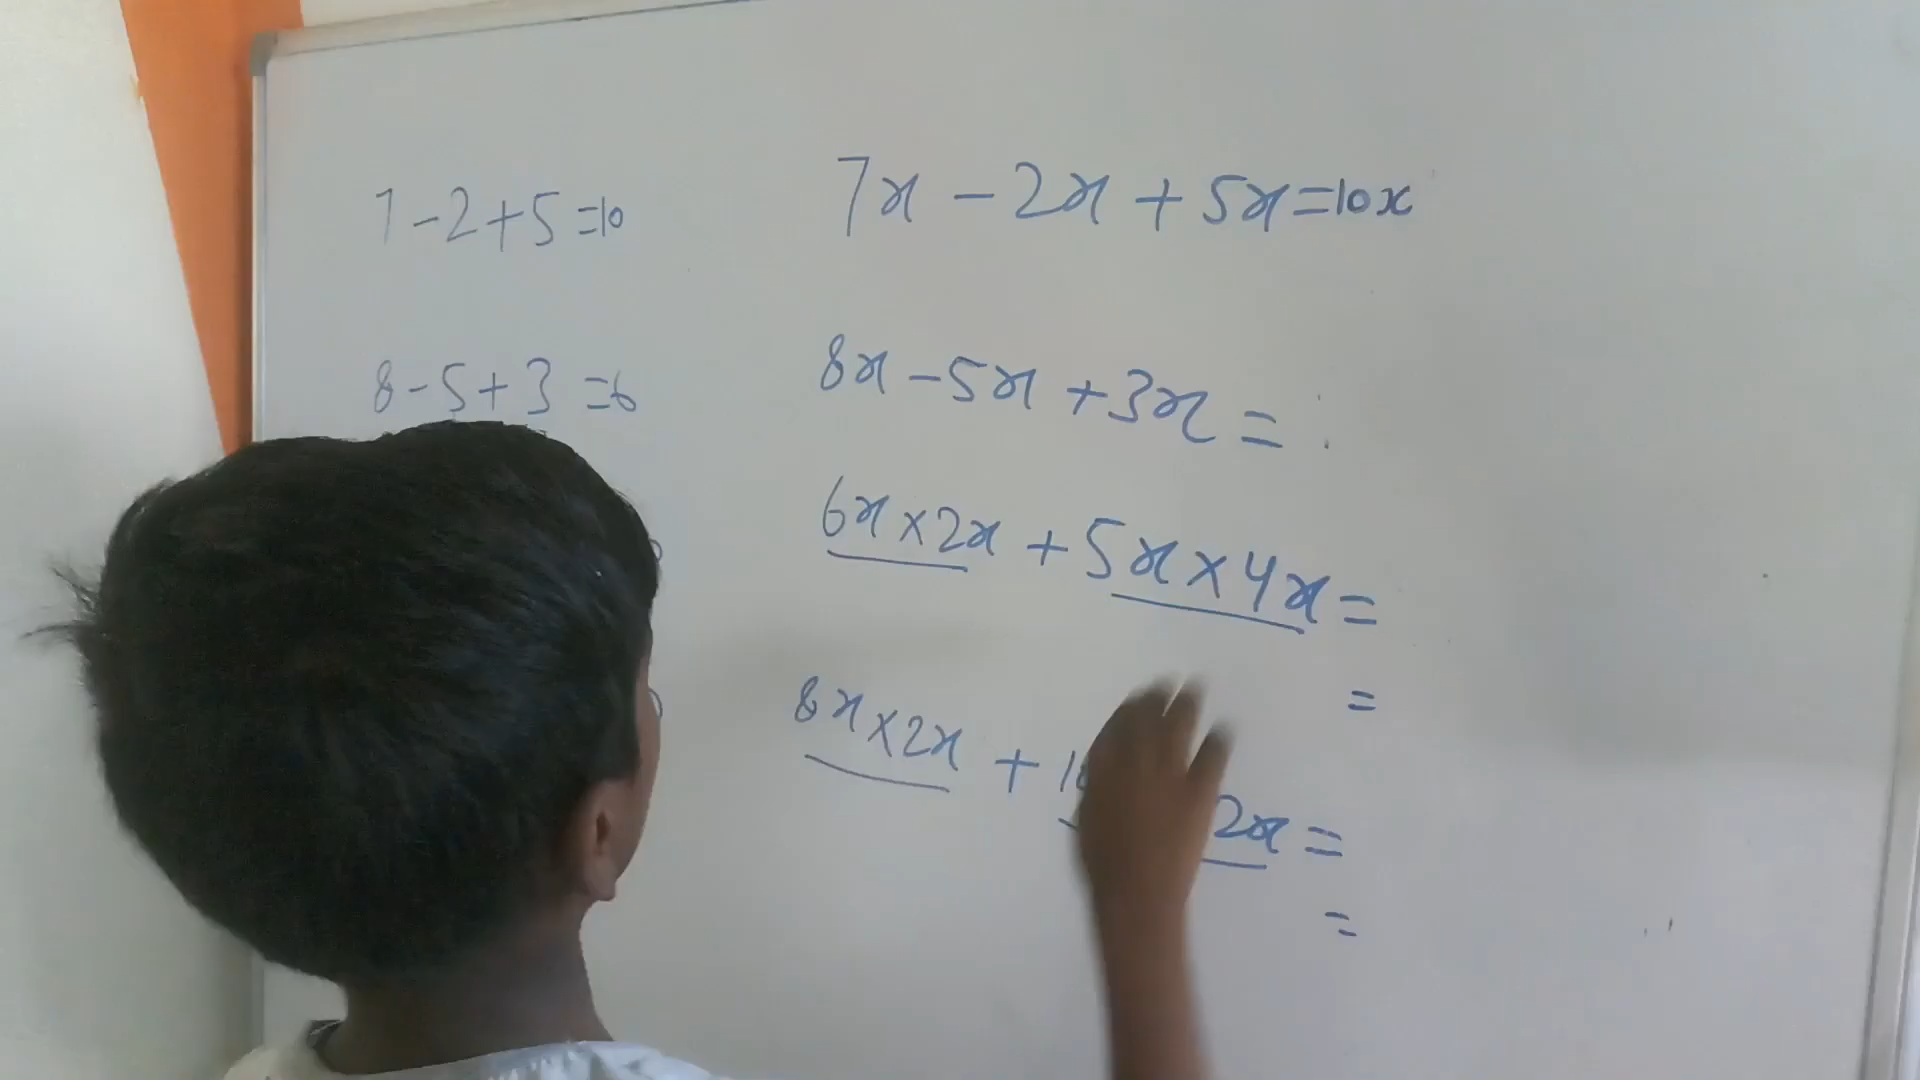 7-2+5=10
7x - 2x + 5x=10x
8-5+3=6
8x-5x+3x=
6x×2x + 5x×4x=
=
8x×2x + 2x=
=